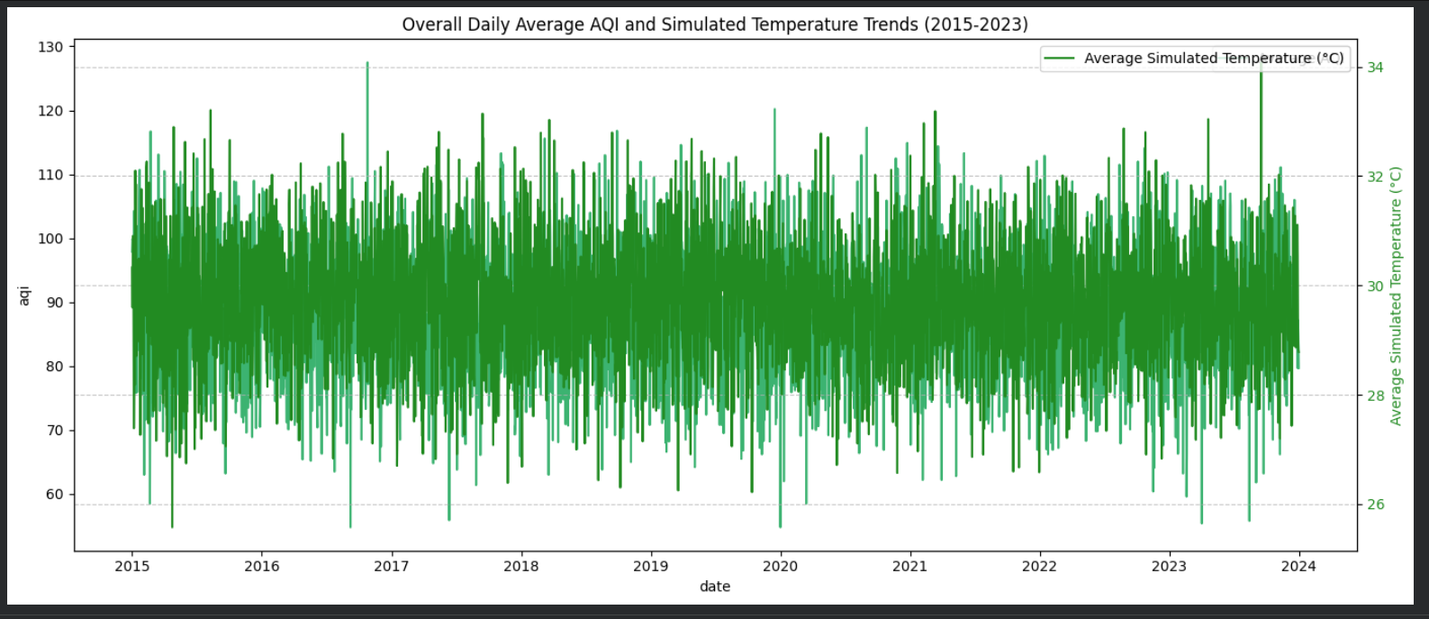 Overall Daily Average AQI and Simulated Temperature Trends (2015-2023)
Average Simulated Temperature (°C)
130
120
110
100
90
80
70
60
aqi
34
32
30
28
26
Average Simulated Temperature (°C)
2015 2016 2017 2018 2019 2020 2021 2022 2023 2024
date